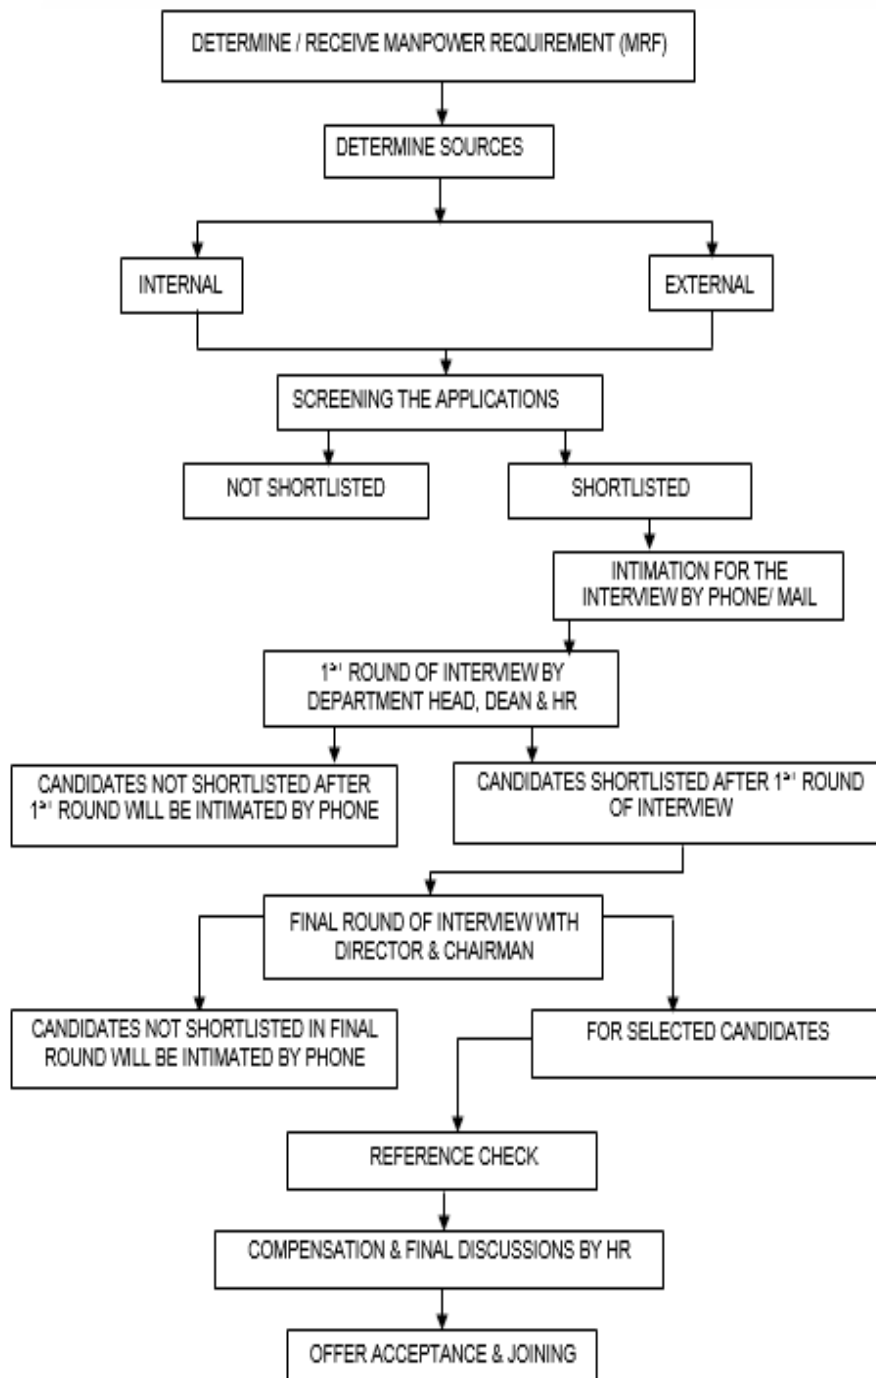 DETERMINE / RECEIVE MANPOWER REQUIREMENT (MRF)
DETERMINE SOURCES
INTERNAL
EXTERNAL
SCREENING THE APPLICATIONS
NOT SHORTLISTED
SHORTLISTED
INTIMATION FOR THE
INTERVIEW BY PHONE/ MAIL
1ST ROUND OF INTERVIEW BY
DEPARTMENT HEAD, DEAN & HR
CANDIDATES NOT SHORTLISTED AFTER
1ST ROUND WILL BE INTIMATED BY PHONE
CANDIDATES SHORTLISTED AFTER 1ST ROUND
OF INTERVIEW
FINAL ROUND OF INTERVIEW WITH
DIRECTOR & CHAIRMAN
CANDIDATES NOT SHORTLISTED IN FINAL
ROUND WILL BE INTIMATED BY PHONE
FOR SELECTED CANDIDATES
REFERENCE CHECK
COMPENSATION & FINAL DISCUSSIONS BY HR
OFFER ACCEPTANCE & JOINING